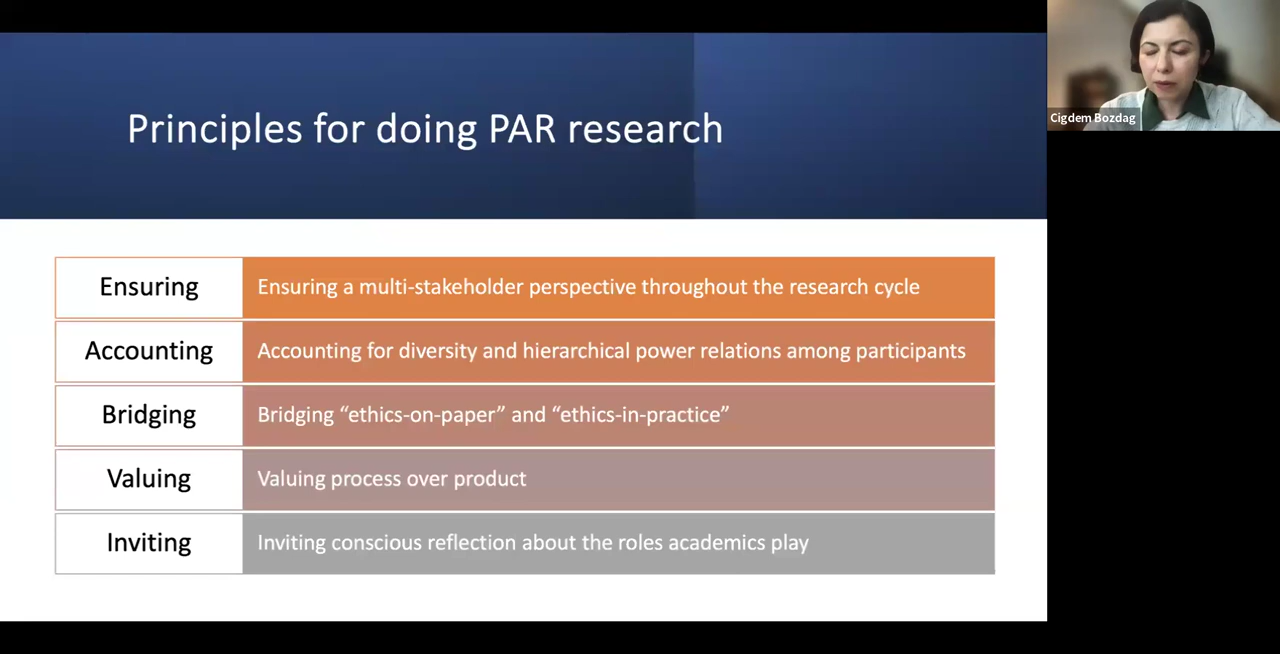 Principles for doing PAR research
Cigdem Bozdag
Ensuring
Ensuring a multi-stakeholder perspective throughout the research cycle
Accounting
Accounting for diversity and hierarchical power relations among participants
Bridging
Bridging “ethics-on-paper” and “ethics-in-practice”
Valuing
Valuing process over product
Inviting
Inviting conscious reflection about the roles academics play